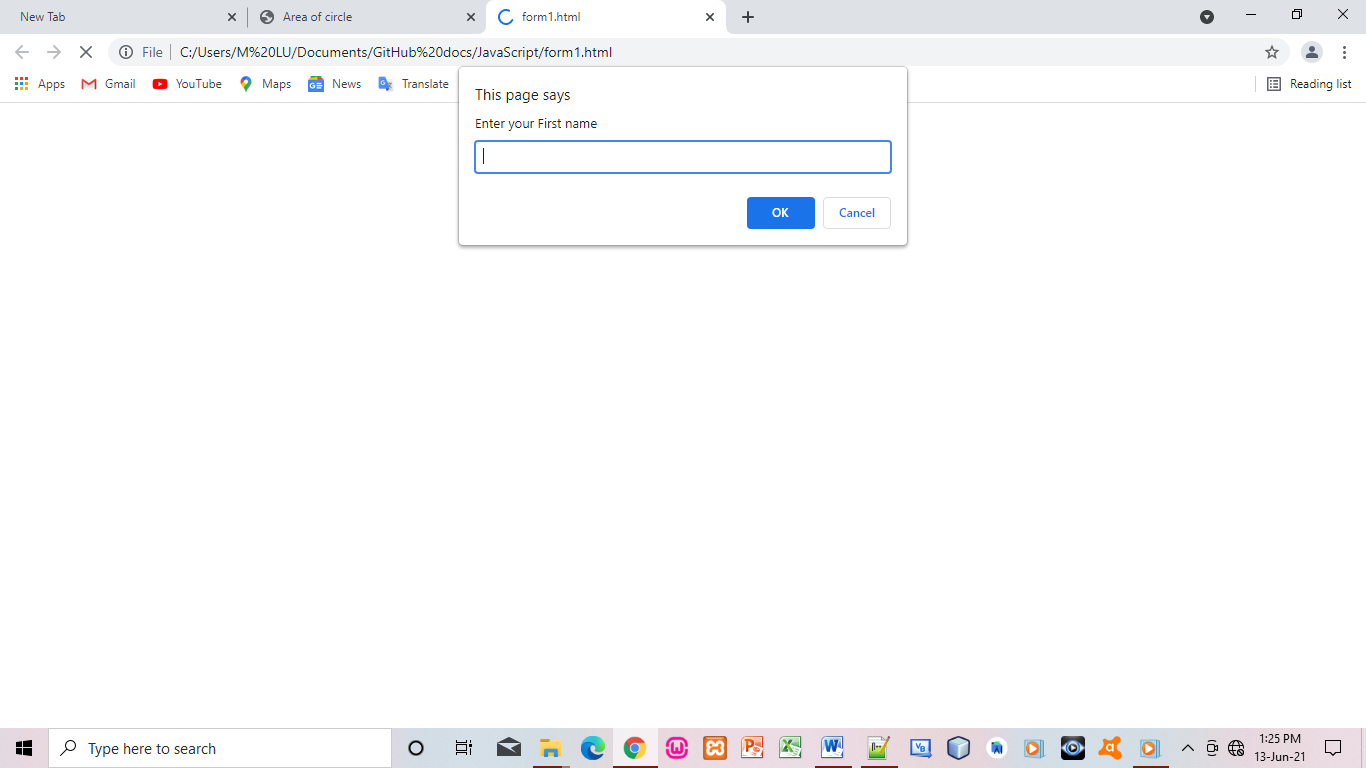 New Tab
Area of circle
form1.html
File
C:/Users/M%20LU/Documents/GitHub%20docs/JavaScript/form1.html
Apps
Gmail
YouTube
Maps
News
Translate
Reading list
This page says
Enter your First name
OK
Cancel
Type here to search
1:25 PM
13-Jun-21